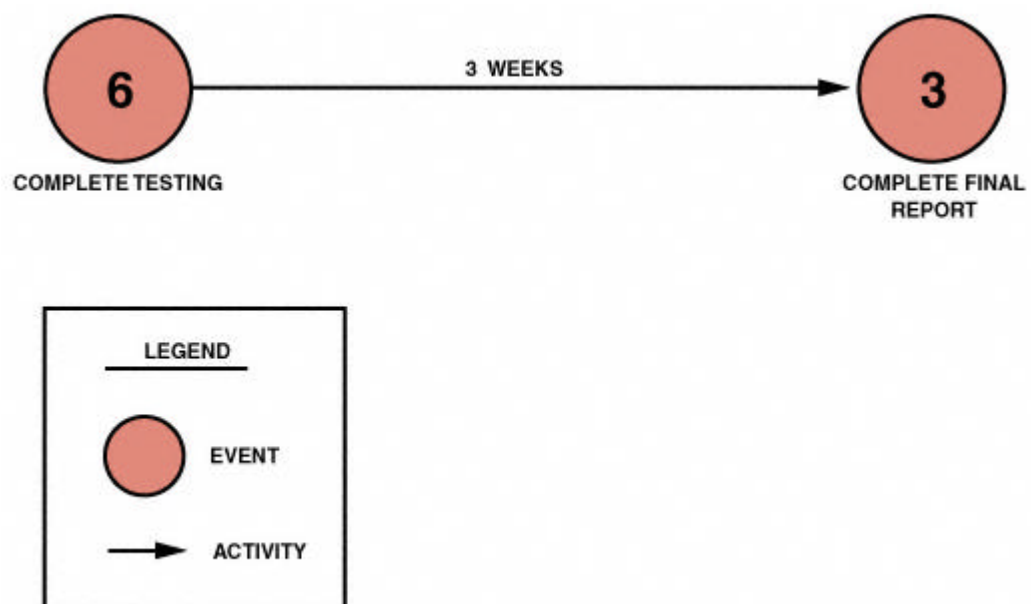 3 WEEKS
6
3
COMPLETE TESTING
COMPLETE FINAL
REPORT
LEGEND
EVENT
ACTIVITY